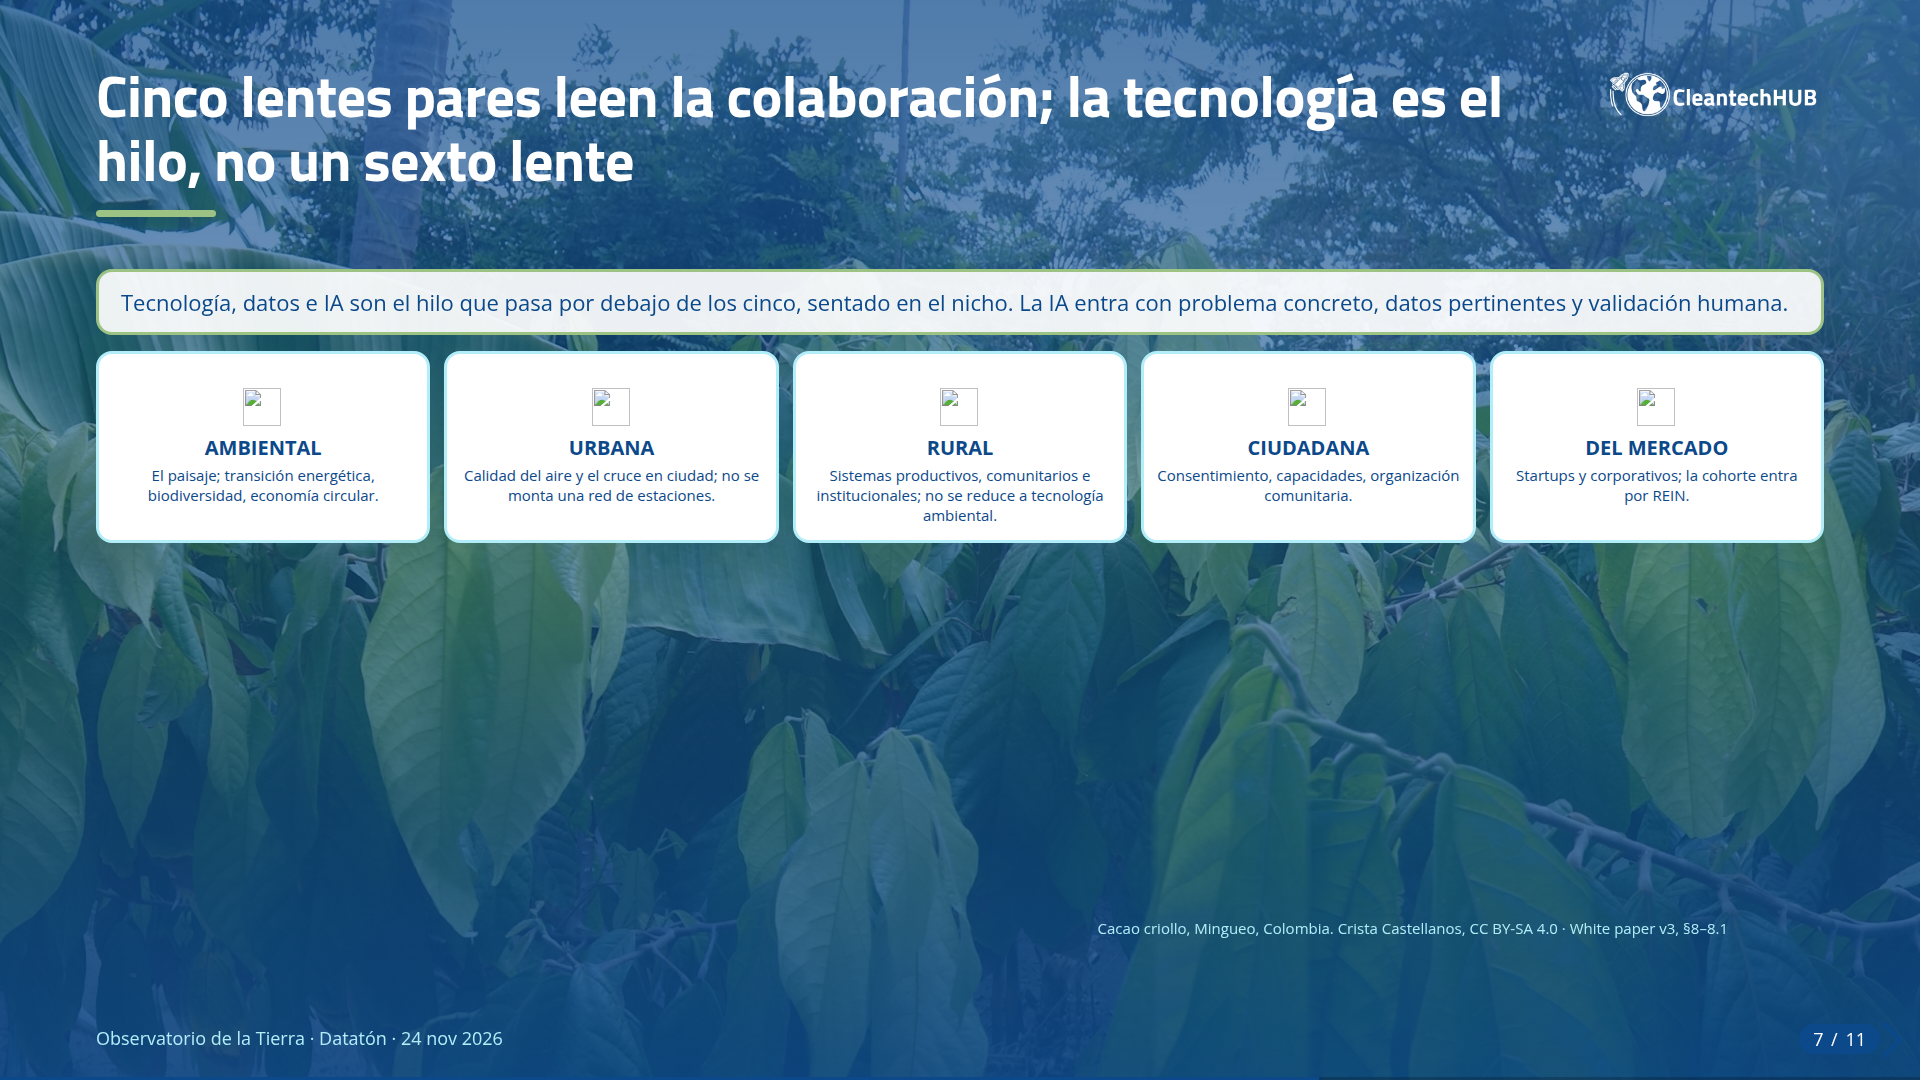 Cinco lentes pares leen la colaboración; la tecnología es el
hilo, no un sexto lente
CleantechHUB
Tecnología, datos e IA son el hilo que pasa por debajo de los cinco, sentado en el nicho. La IA entra con problema concreto, datos pertinentes y validación humana.
AMBIENTAL
El paisaje; transición energética,
biodiversidad, economía circular.
URBANA
Calidad del aire y el cruce en ciudad; no se
monta una red de estaciones.
RURAL
Sistemas productivos, comunitarios e
institucionales; no se reduce a tecnología
ambiental.
CIUDADANA
Consentimiento, capacidades, organización
comunitaria.
DEL MERCADO
Startups y corporativos; la cohorte entra
por REIN.
Cacao criollo, Mingueo, Colombia. Crista Castellanos, CC BY-SA 4.0 · White paper v3, §8–8.1
Observatorio de la Tierra · Datatón · 24 nov 2026
7 / 11